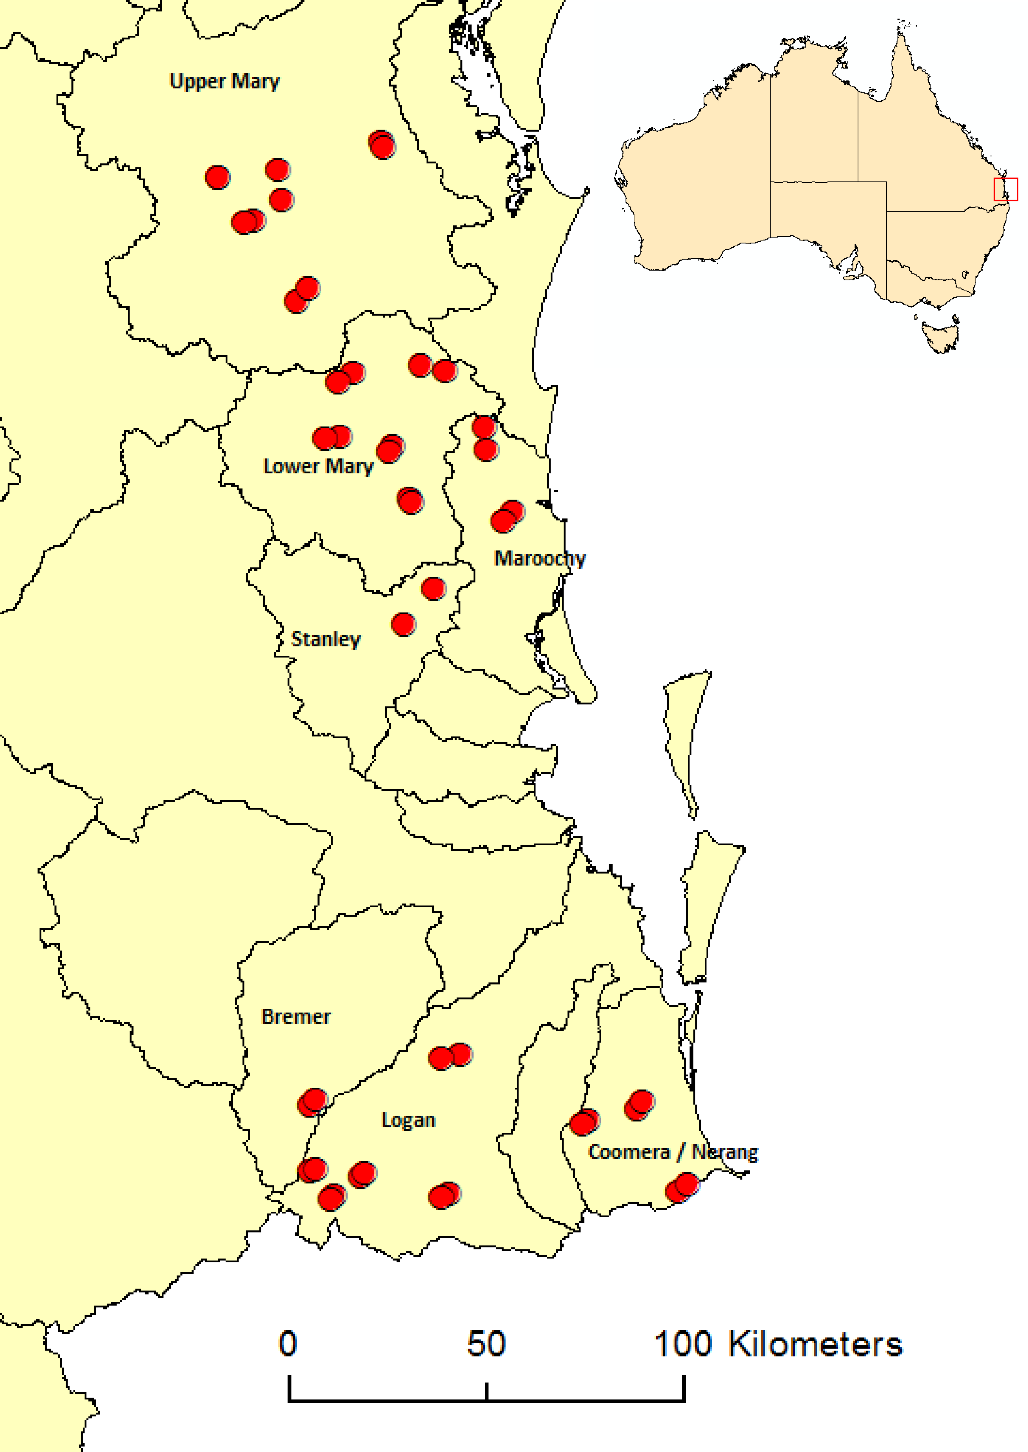 Upper Mary
Lower Mary
Maroochy
Stanley
Bremer
Logan
Coomera / Nerang
0 50 100 Kilometers